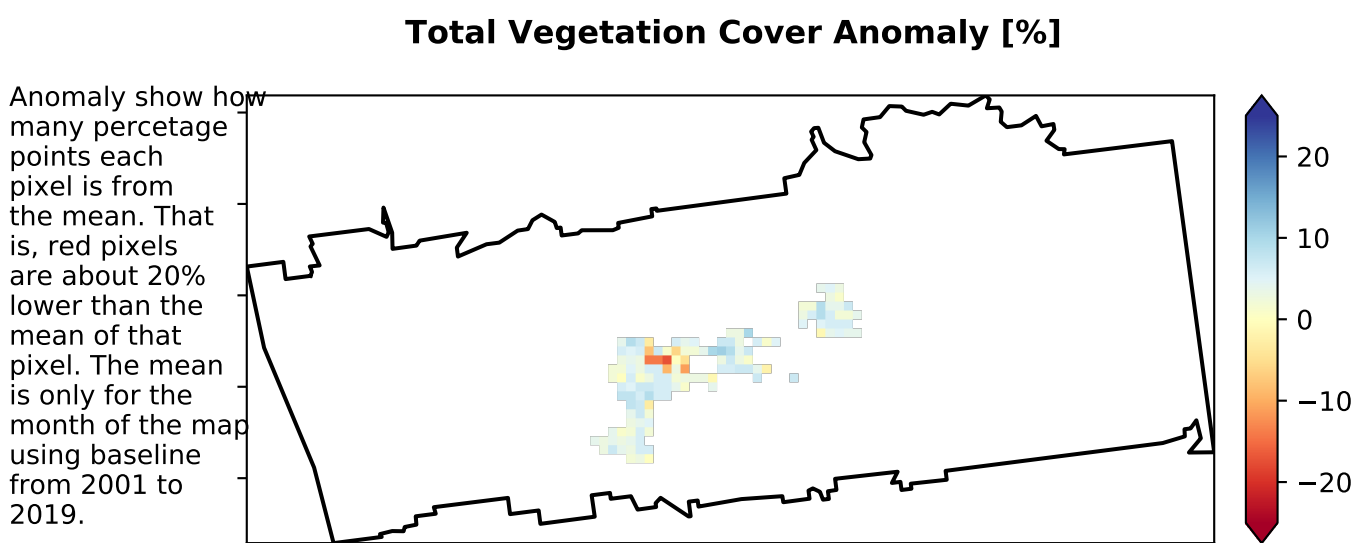 Total Vegetation Cover Anomaly [%]
Anomaly show how
many percetage
points each
pixel is from
the mean. That
is, red pixels
are about 20%
lower than the
mean of that
pixel. The mean
is only for the
month of the map
using baseline
from 2001 to
2019.
20
10
0
−10
−20